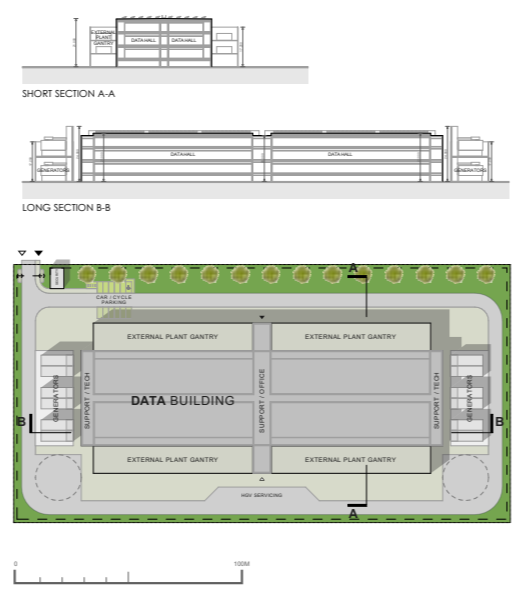 EXTERNAL
PLANT
GANTRY
DATA HALL
DATA HALL
SHORT SECTION A-A
DATA HALL
DATA HALL
GENERATORS
GENERATORS
LONG SECTION B-B
A
CAR / CYCLE
PARKING
EXTERNAL PLANT GANTRY
EXTERNAL PLANT GANTRY
GENERATORS
SUPPORT / TECH
DATA BUILDING
SUPPORT / OFFICE
SUPPORT / TECH
GENERATORS
B
B
EXTERNAL PLANT GANTRY
EXTERNAL PLANT GANTRY
HGV SERVICING
A
0
100M